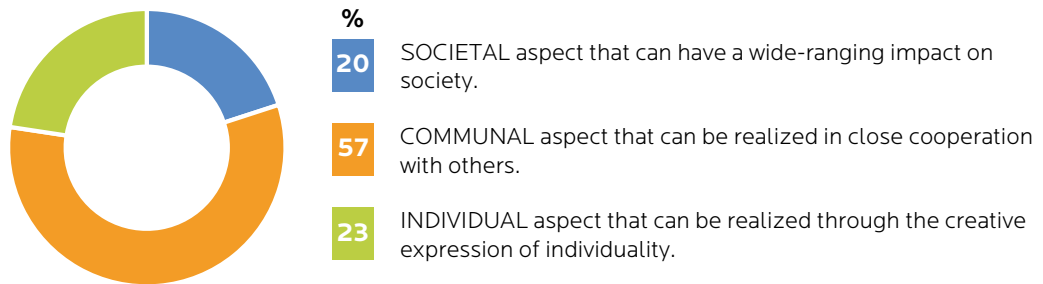 %
20
SOCIETAL aspect that can have a wide-ranging impact on
society.
57
COMMUNAL aspect that can be realized in close cooperation
with others.
23
INDIVIDUAL aspect that can be realized through the creative
expression of individuality.